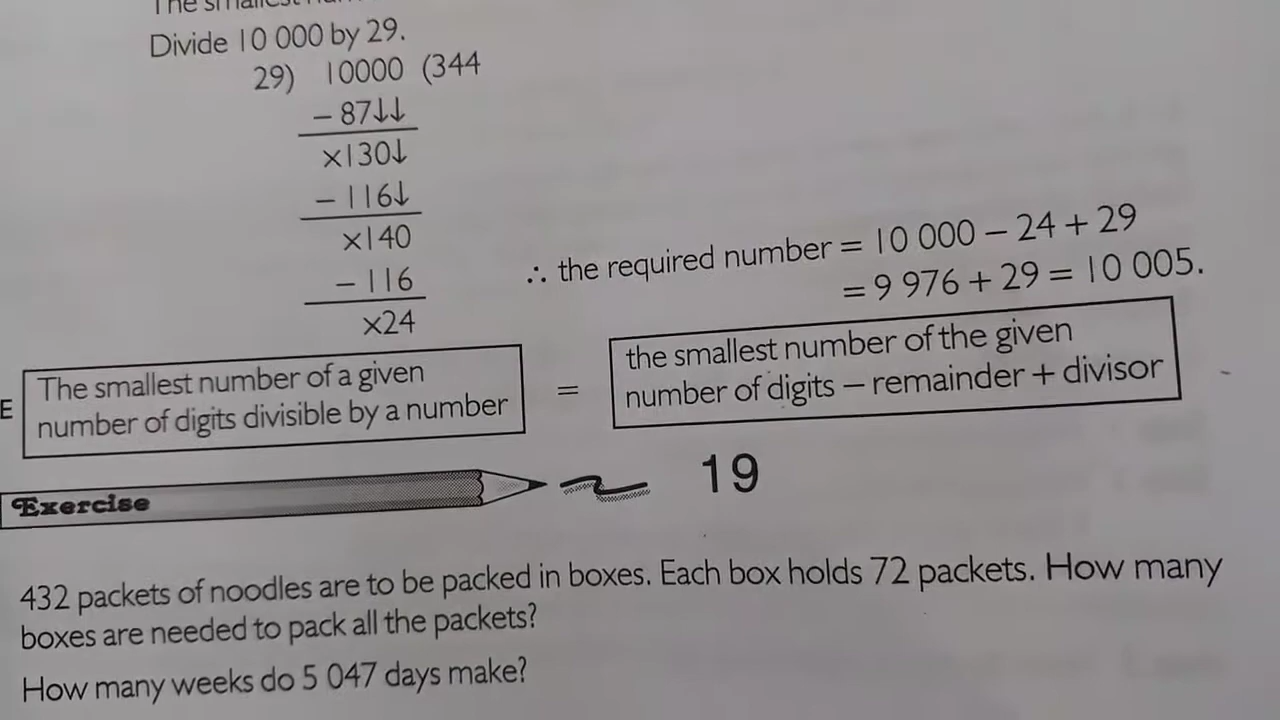 The smallest
Divide 10 000 by 29.
29) 10000 (344
– 87↓↓
×130↓
– 116↓
×140
– 116
×24
∴ the required number = 10 000 – 24 + 29
= 9 976 + 29 = 10 005.
E
The smallest number of a given
number of digits divisible by a number
=
the smallest number of the given
number of digits – remainder + divisor
Exercise 19
432 packets of noodles are to be packed in boxes. Each box holds 72 packets. How many
boxes are needed to pack all the packets?
How many weeks do 5 047 days make?